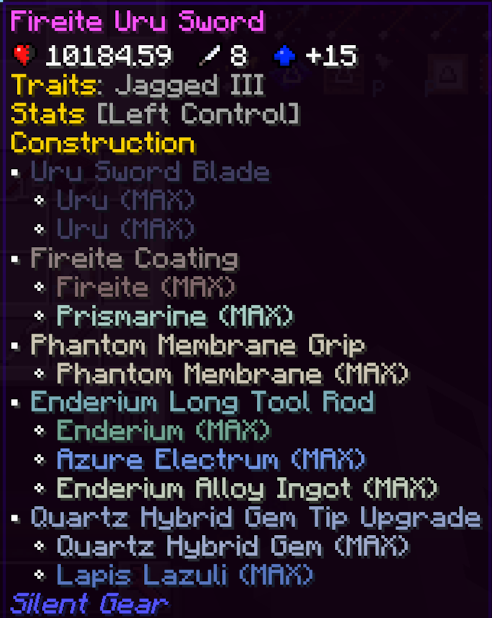 Fireite Uru Sword
10184.59 8 +15
Traits: Jagged III
Stats [Left Control]
Construction
• Uru Sword Blade
◦ Uru (MAX)
◦ Uru (MAX)
• Fireite Coating
◦ Fireite (MAX)
◦ Prismarine (MAX)
• Phantom Membrane Grip
◦ Phantom Membrane (MAX)
• Enderium Long Tool Rod
◦ Enderium (MAX)
◦ Azure Electrum (MAX)
◦ Enderium Alloy Ingot (MAX)
• Quartz Hybrid Gem Tip Upgrade
◦ Quartz Hybrid Gem (MAX)
◦ Lapis Lazuli (MAX)
Silent Gear